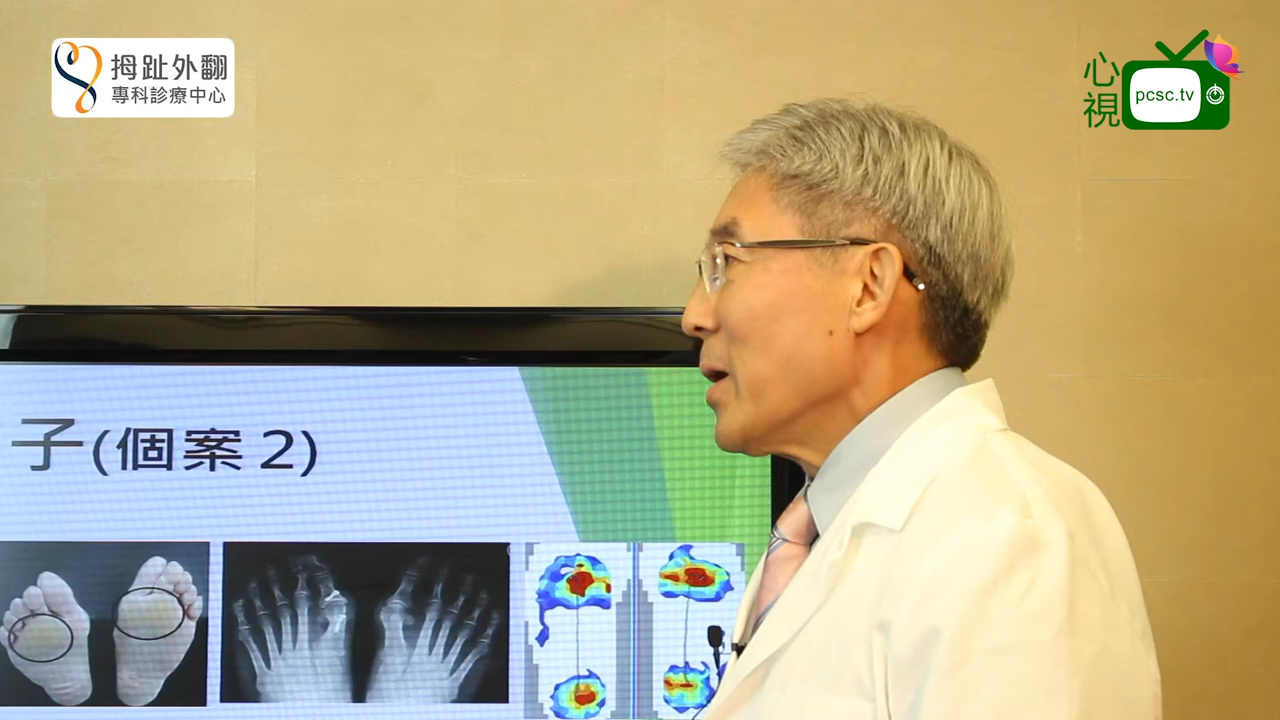 拇趾外翻
專科診療中心
心視
pcsc.tv
子(個案2)